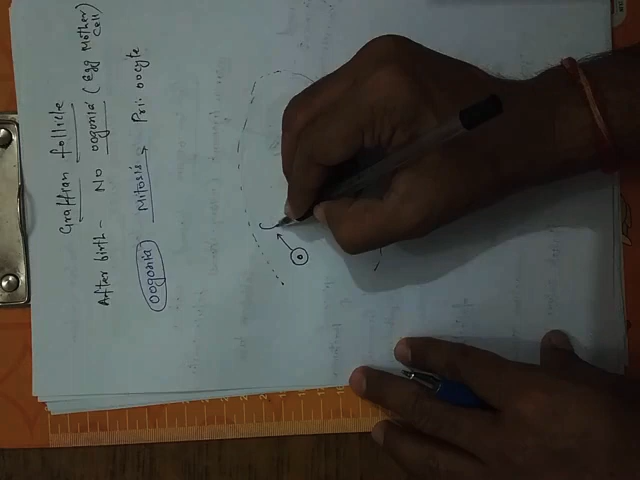 Graffian follicle
After birth - No oogonia (Egg Mother Cell)
oogonia Mitosis → Pri. oocyte